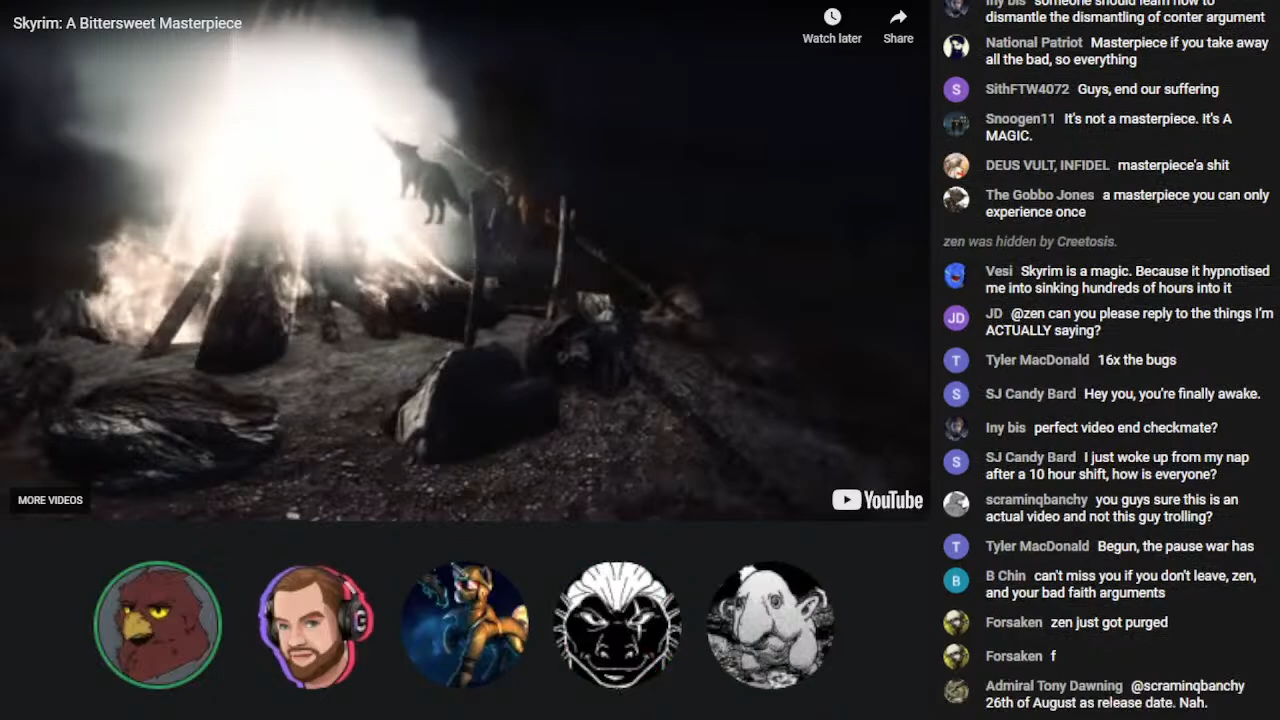 Skyrim: A Bittersweet Masterpiece
Watch later
Share
MORE VIDEOS
YouTube
Iny bis someone should learn how to
dismantle the dismantling of conter argument
National Patriot Masterpiece if you take away
all the bad, so everything
S
SithFTW4072 Guys, end our suffering
Snoogen11 It's not a masterpiece. It's A
MAGIC.
DEUS VULT, INFIDEL masterpiece'a shit
The Gobbo Jones a masterpiece you can only
experience once
zen was hidden by Creetosis.
Vesi Skyrim is a magic. Because it hypnotised
me into sinking hundreds of hours into it
JD
JD @zen can you please reply to the things I'm
ACTUALLY saying?
T
Tyler MacDonald 16x the bugs
S
SJ Candy Bard Hey you, you're finally awake.
Iny bis perfect video end checkmate?
S
SJ Candy Bard I just woke up from my nap
after a 10 hour shift, how is everyone?
scraminqbanchy you guys sure this is an
actual video and not this guy trolling?
T
Tyler MacDonald Begun, the pause war has
B
B Chin can't miss you if you don't leave, zen,
and your bad faith arguments
Forsaken zen just got purged
Forsaken f
Admiral Tony Dawning @scraminqbanchy
26th of August as release date. Nah.